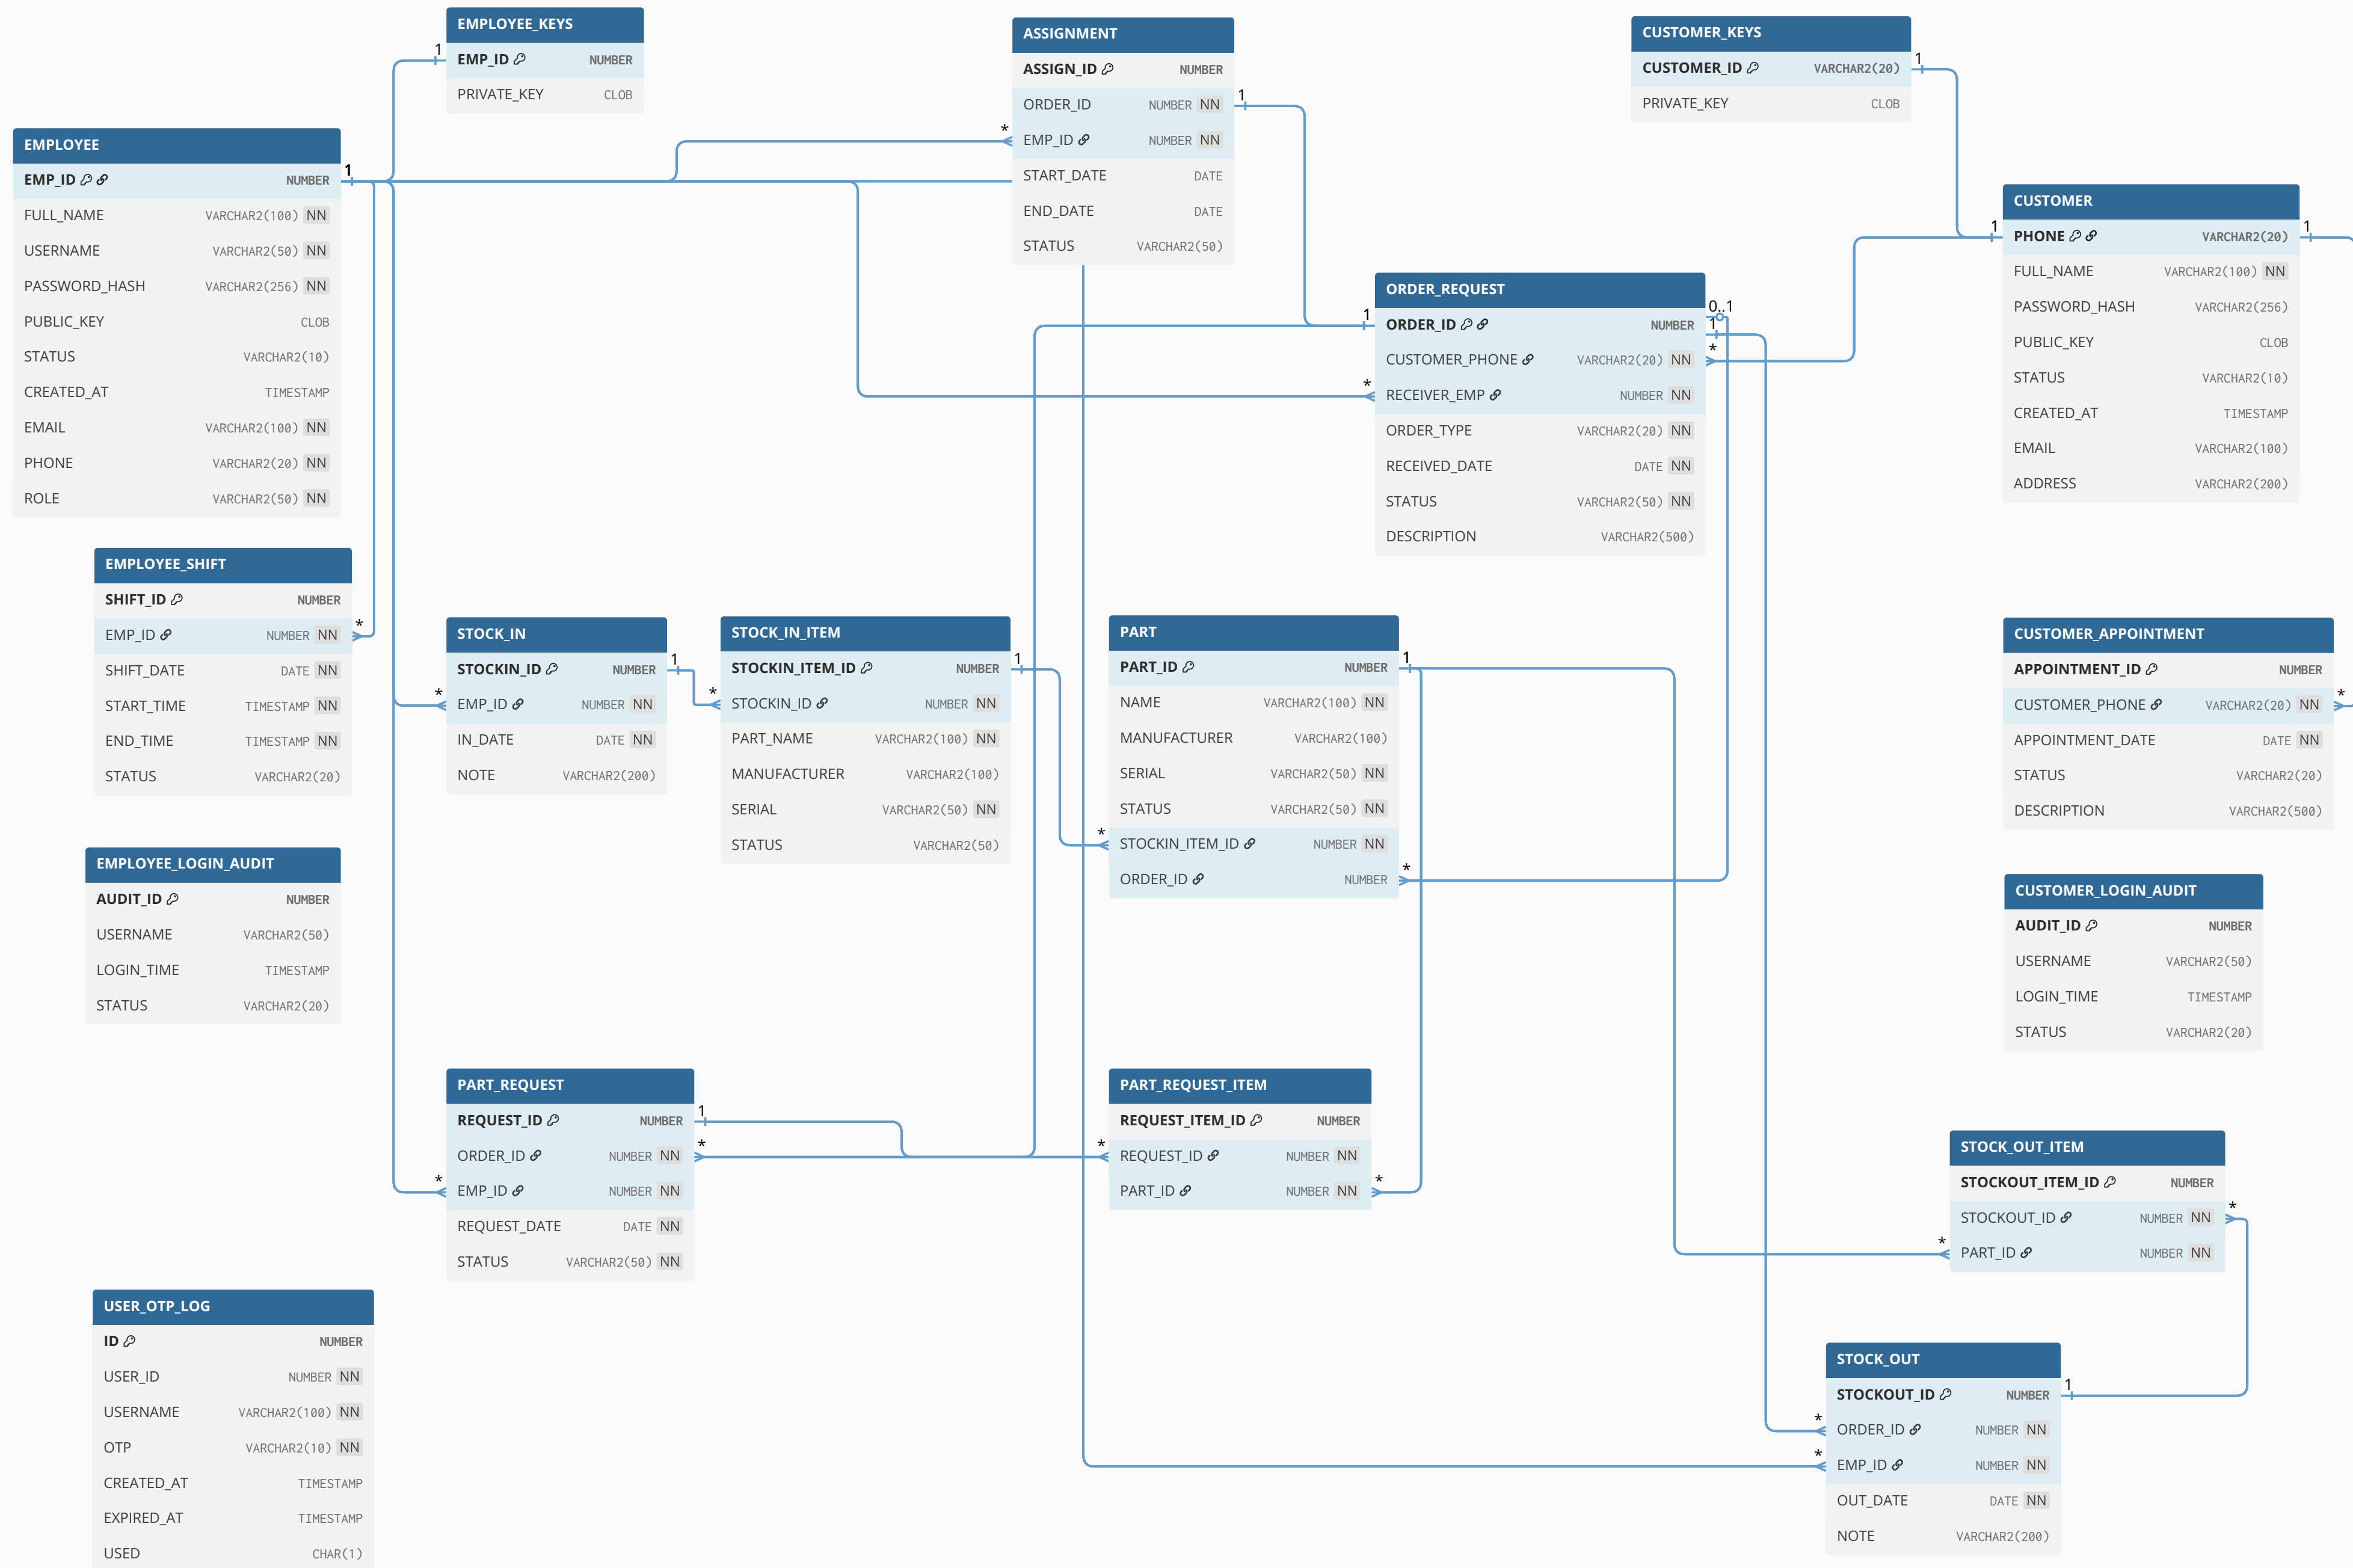 EMPLOYEE_KEYS
EMP_ID NUMBER
PRIVATE_KEY CLOB
1
ASSIGNMENT
ASSIGN_ID NUMBER
ORDER_ID NUMBER NN
EMP_ID NUMBER NN
START_DATE DATE
END_DATE DATE
STATUS VARCHAR2(50)
1
*
CUSTOMER_KEYS
CUSTOMER_ID VARCHAR2(20)
PRIVATE_KEY CLOB
1
EMPLOYEE
EMP_ID NUMBER
FULL_NAME VARCHAR2(100) NN
USERNAME VARCHAR2(50) NN
PASSWORD_HASH VARCHAR2(256) NN
PUBLIC_KEY CLOB
STATUS VARCHAR2(10)
CREATED_AT TIMESTAMP
EMAIL VARCHAR2(100) NN
PHONE VARCHAR2(20) NN
ROLE VARCHAR2(50) NN
1
CUSTOMER
PHONE VARCHAR2(20)
FULL_NAME VARCHAR2(100) NN
PASSWORD_HASH VARCHAR2(256)
PUBLIC_KEY CLOB
STATUS VARCHAR2(10)
CREATED_AT TIMESTAMP
EMAIL VARCHAR2(100)
ADDRESS VARCHAR2(200)
1
1
ORDER_REQUEST
ORDER_ID NUMBER
CUSTOMER_PHONE VARCHAR2(20) NN
RECEIVER_EMP NUMBER NN
ORDER_TYPE VARCHAR2(20) NN
RECEIVED_DATE DATE NN
STATUS VARCHAR2(50) NN
DESCRIPTION VARCHAR2(500)
1
0..1
1
*
*
EMPLOYEE_SHIFT
SHIFT_ID NUMBER
EMP_ID NUMBER NN
SHIFT_DATE DATE NN
START_TIME TIMESTAMP NN
END_TIME TIMESTAMP NN
STATUS VARCHAR2(20)
*
STOCK_IN
STOCKIN_ID NUMBER
EMP_ID NUMBER NN
IN_DATE DATE NN
NOTE VARCHAR2(200)
1
*
STOCK_IN_ITEM
STOCKIN_ITEM_ID NUMBER
STOCKIN_ID NUMBER NN
PART_NAME VARCHAR2(100) NN
MANUFACTURER VARCHAR2(100)
SERIAL VARCHAR2(50) NN
STATUS VARCHAR2(50)
1
*
PART
PART_ID NUMBER
NAME VARCHAR2(100) NN
MANUFACTURER VARCHAR2(100)
SERIAL VARCHAR2(50) NN
STATUS VARCHAR2(50) NN
STOCKIN_ITEM_ID NUMBER NN
ORDER_ID NUMBER
1
*
*
CUSTOMER_APPOINTMENT
APPOINTMENT_ID NUMBER
CUSTOMER_PHONE VARCHAR2(20) NN
APPOINTMENT_DATE DATE NN
STATUS VARCHAR2(20)
DESCRIPTION VARCHAR2(500)
*
EMPLOYEE_LOGIN_AUDIT
AUDIT_ID NUMBER
USERNAME VARCHAR2(50)
LOGIN_TIME TIMESTAMP
STATUS VARCHAR2(20)
CUSTOMER_LOGIN_AUDIT
AUDIT_ID NUMBER
USERNAME VARCHAR2(50)
LOGIN_TIME TIMESTAMP
STATUS VARCHAR2(20)
PART_REQUEST
REQUEST_ID NUMBER
ORDER_ID NUMBER NN
EMP_ID NUMBER NN
REQUEST_DATE DATE NN
STATUS VARCHAR2(50) NN
1
*
*
PART_REQUEST_ITEM
REQUEST_ITEM_ID NUMBER
REQUEST_ID NUMBER NN
PART_ID NUMBER NN
*
*
STOCK_OUT_ITEM
STOCKOUT_ITEM_ID NUMBER
STOCKOUT_ID NUMBER NN
PART_ID NUMBER NN
*
*
USER_OTP_LOG
ID NUMBER
USER_ID NUMBER NN
USERNAME VARCHAR2(100) NN
OTP VARCHAR2(10) NN
CREATED_AT TIMESTAMP
EXPIRED_AT TIMESTAMP
USED CHAR(1)
STOCK_OUT
STOCKOUT_ID NUMBER
ORDER_ID NUMBER NN
EMP_ID NUMBER NN
OUT_DATE DATE NN
NOTE VARCHAR2(200)
1
*
*